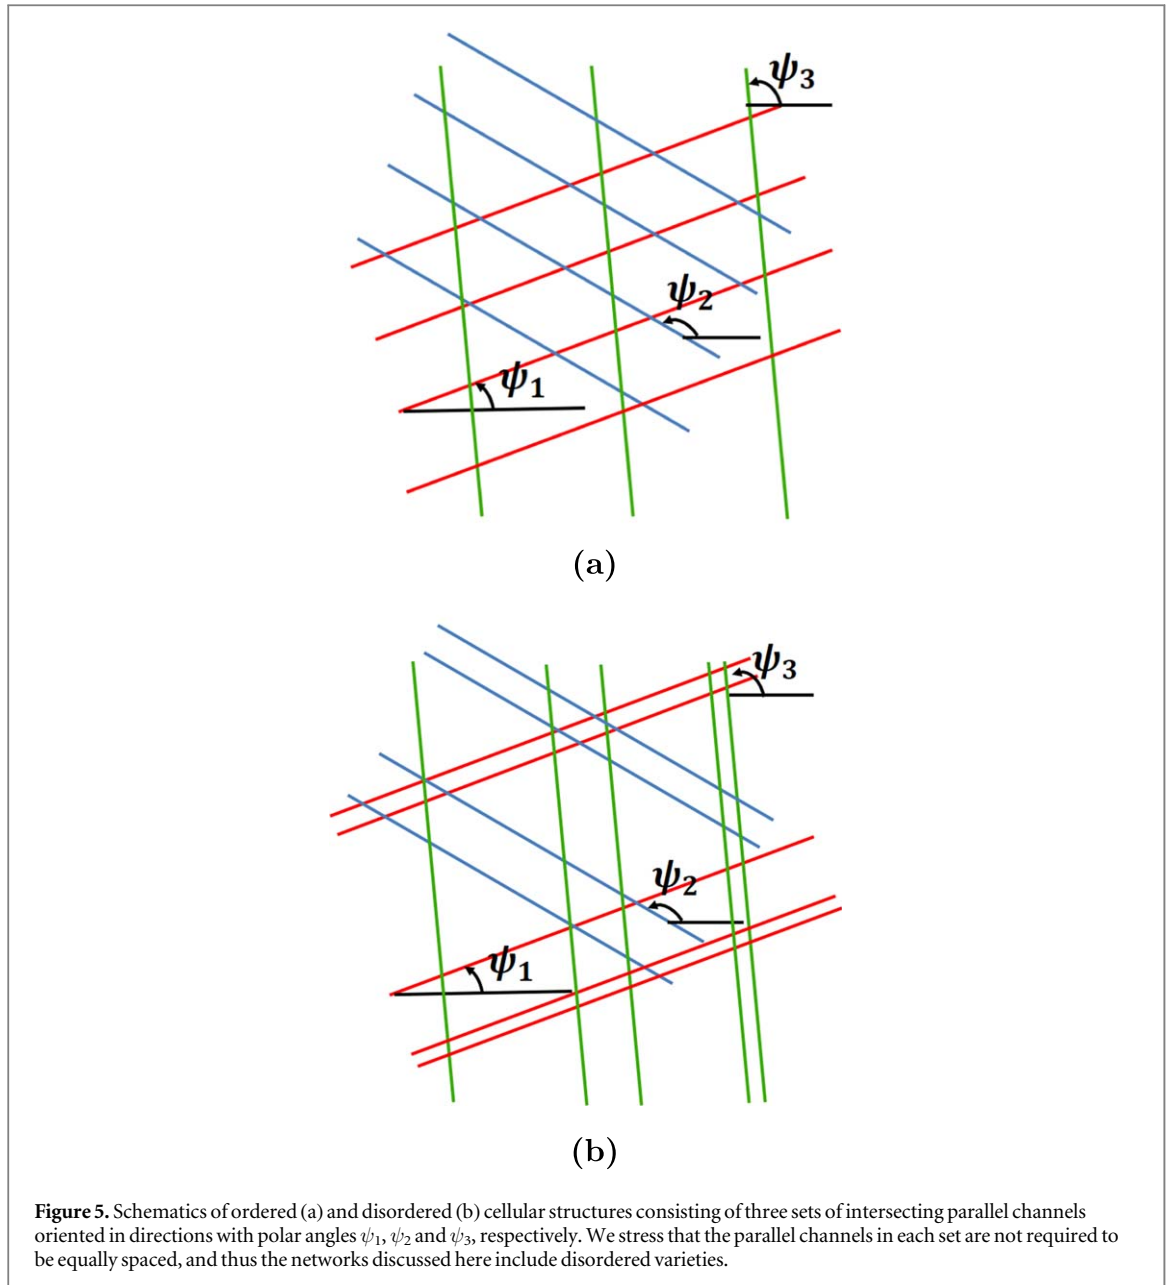 ψ3
ψ2
ψ1
(a)
ψ3
ψ2
ψ1
(b)
Figure 5. Schematics of ordered (a) and disordered (b) cellular structures consisting of three sets of intersecting parallel channels
oriented in directions with polar angles ψ1, ψ2 and ψ3, respectively. We stress that the parallel channels in each set are not required to
be equally spaced, and thus the networks discussed here include disordered varieties.